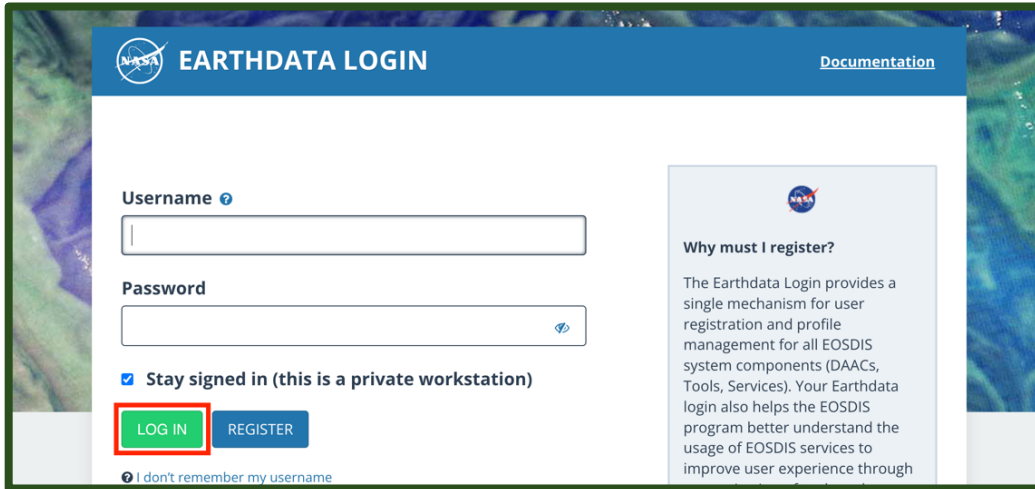 NASA EARTHDATA LOGIN
Documentation
Username
Password
Stay signed in (this is a private workstation)
LOG IN REGISTER
I don't remember my username
NASA
Why must I register?
The Earthdata Login provides a
single mechanism for user
registration and profile
management for all EOSDIS
system components (DAACs,
Tools, Services). Your Earthdata
login also helps the EOSDIS
program better understand the
usage of EOSDIS services to
improve user experience through